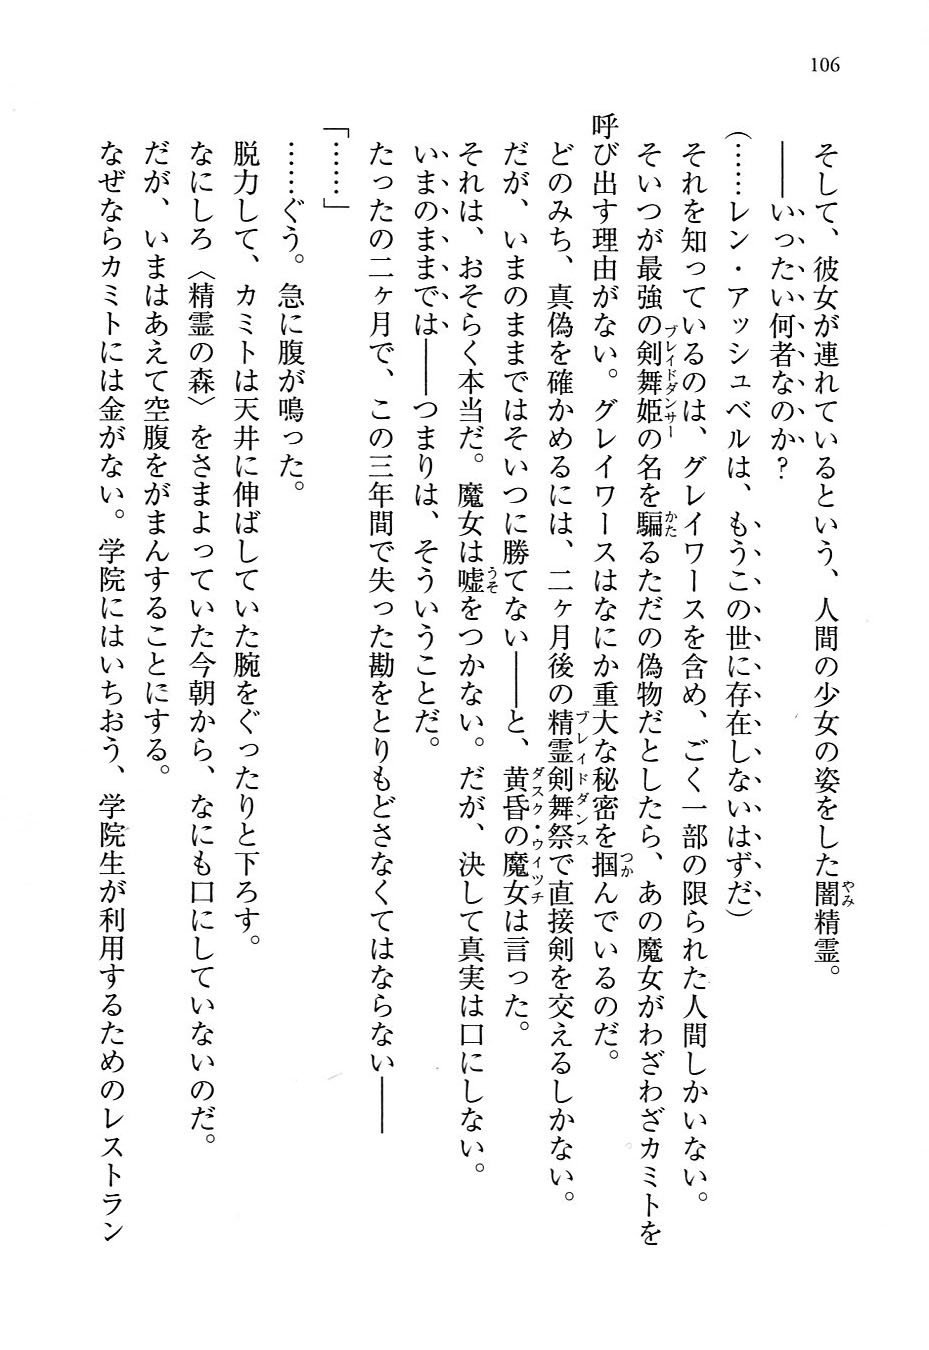 106
そして、彼女が連れているという、人間の少女の姿をした闇精霊。
――いったい何者なのか?
(……レン・アッシュベルは、もうこの世に存在しないはずだ)
それを知っているのは、グレイワースを含め、ごく一部の限られた人間しかいない。
そいつが最強の剣舞姫の名を騙るただの偽物だとしたら、あの魔女がわざわざカミトを
呼び出す理由がない。グレイワースはなにか重大な秘密を掴んでいるのだ。
どのみち、真偽を確かめるには、二ヶ月後の精霊剣舞祭で直接剣を交えるしかない。
だが、いまのままではそいつに勝てない――と、黄昏の魔女は言った。
それは、おそらく本当だ。魔女は嘘をつかない。だが、決して真実は口にしない。
いまのままでは――つまりは、そういうことだ。
たったの二ヶ月で、この三年間で失った勘をとりもどさなくてはならない――
「……」
……ぐう。急に腹が鳴った。
脱力して、カミトは天井に伸ばしていた腕をぐったりと下ろす。
なにしろ〈精霊の森〉をさまよっていた今朝から、なにも口にしていないのだ。
だが、いまはあえて空腹をがまんすることにする。
なぜならカミトには金がない。学院にはいちおう、学院生が利用するためのレストラン